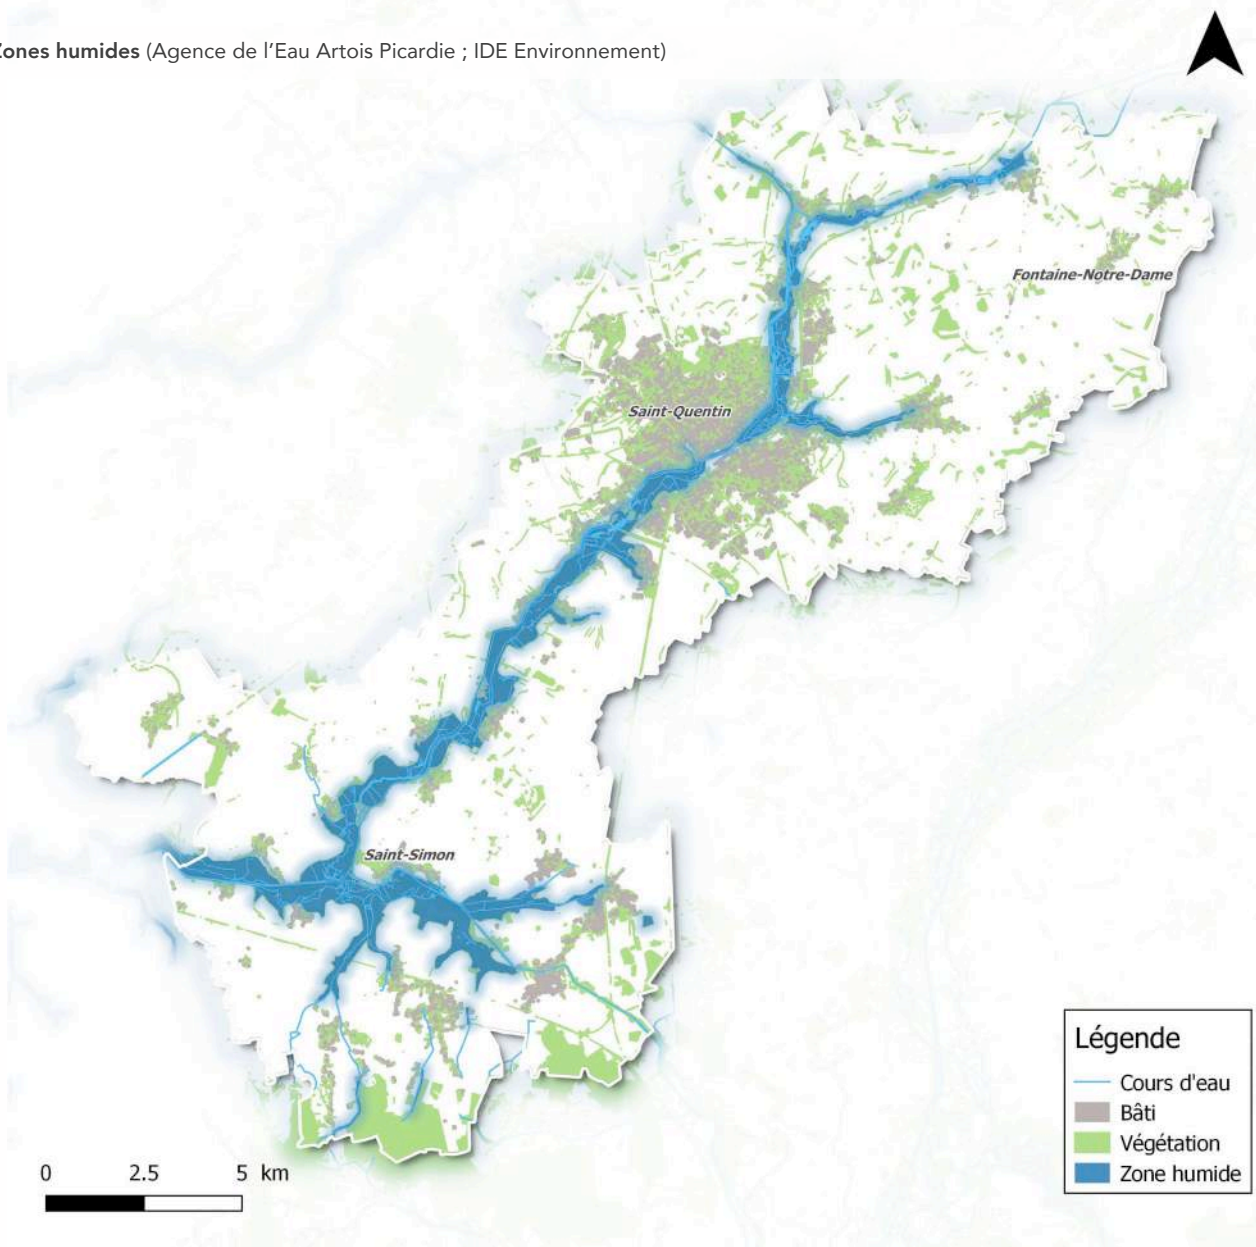 Zones humides (Agence de l'Eau Artois Picardie ; IDE Environnement)
Fontaine-Notre-Dame
Saint-Quentin
Saint-Simon
Légende
Cours d'eau
Bâti
Végétation
Zone humide
0 2.5 5 km